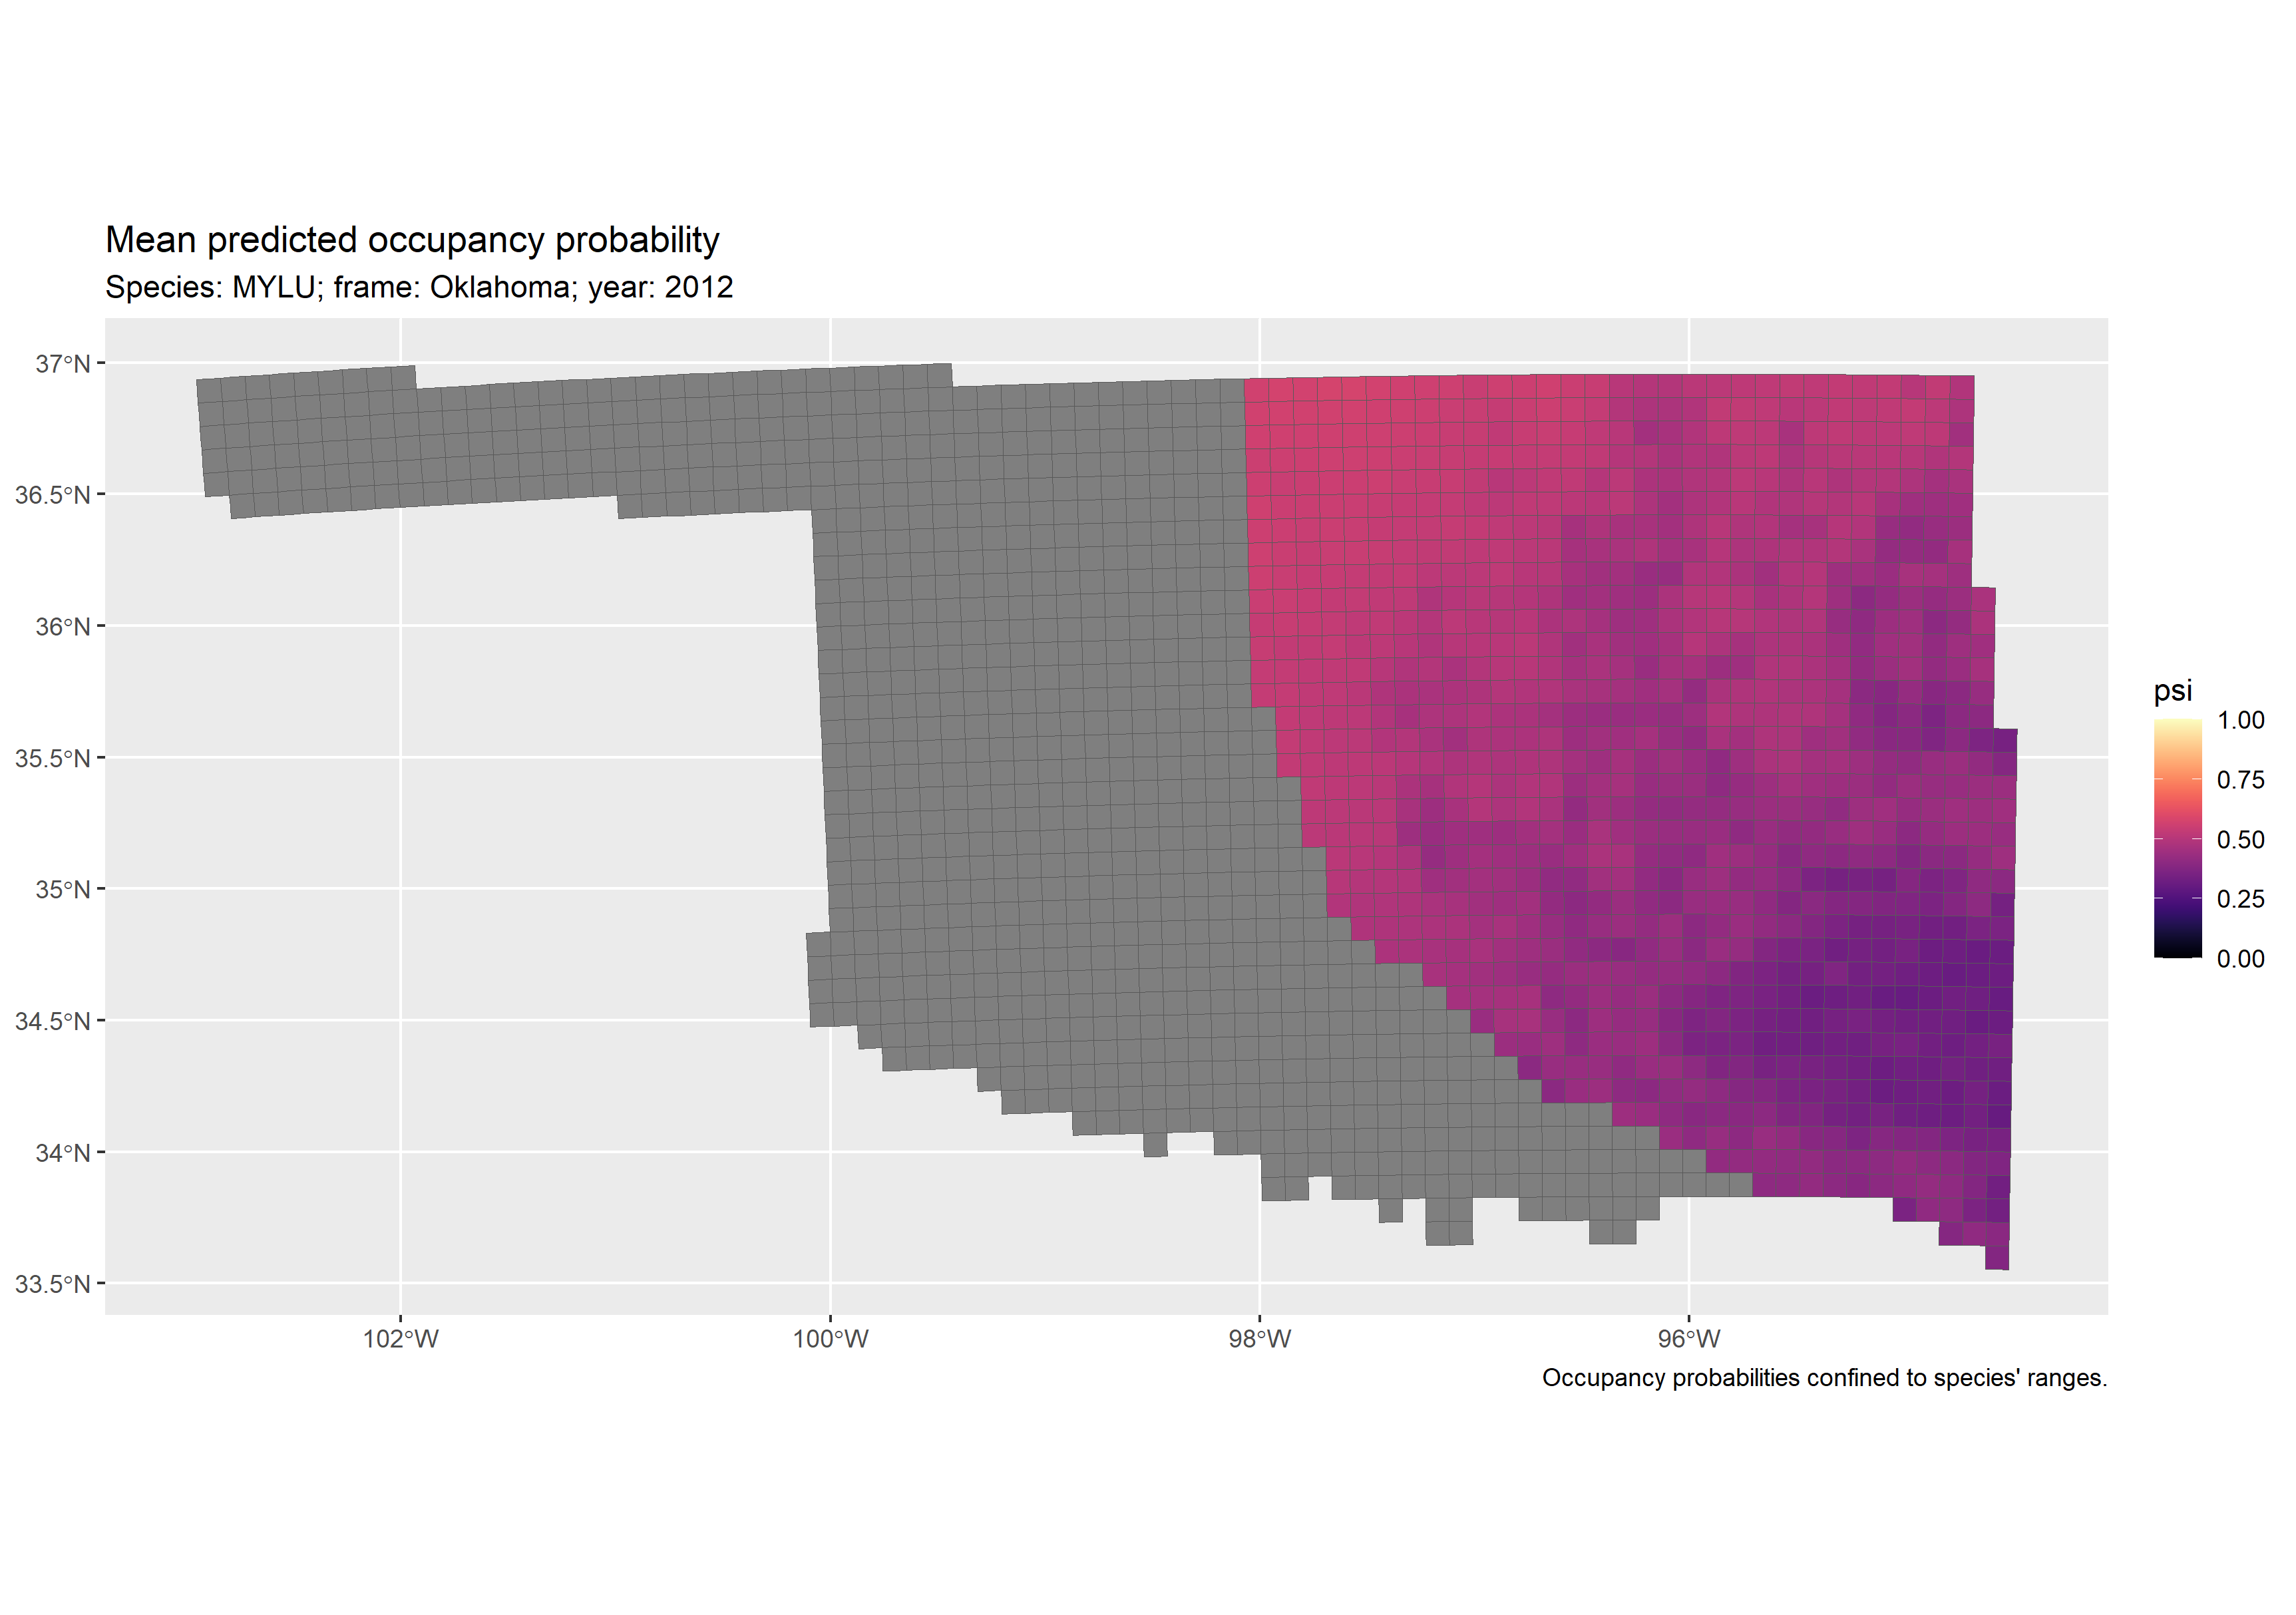 Mean predicted occupancy probability
Species: MYLU; frame: Oklahoma; year: 2012
37°N
36.5°N
36°N
35.5°N
35°N
34.5°N
34°N
33.5°N
102°W
100°W
98°W
96°W
psi
1.00
0.75
0.50
0.25
0.00
Occupancy probabilities confined to species' ranges.